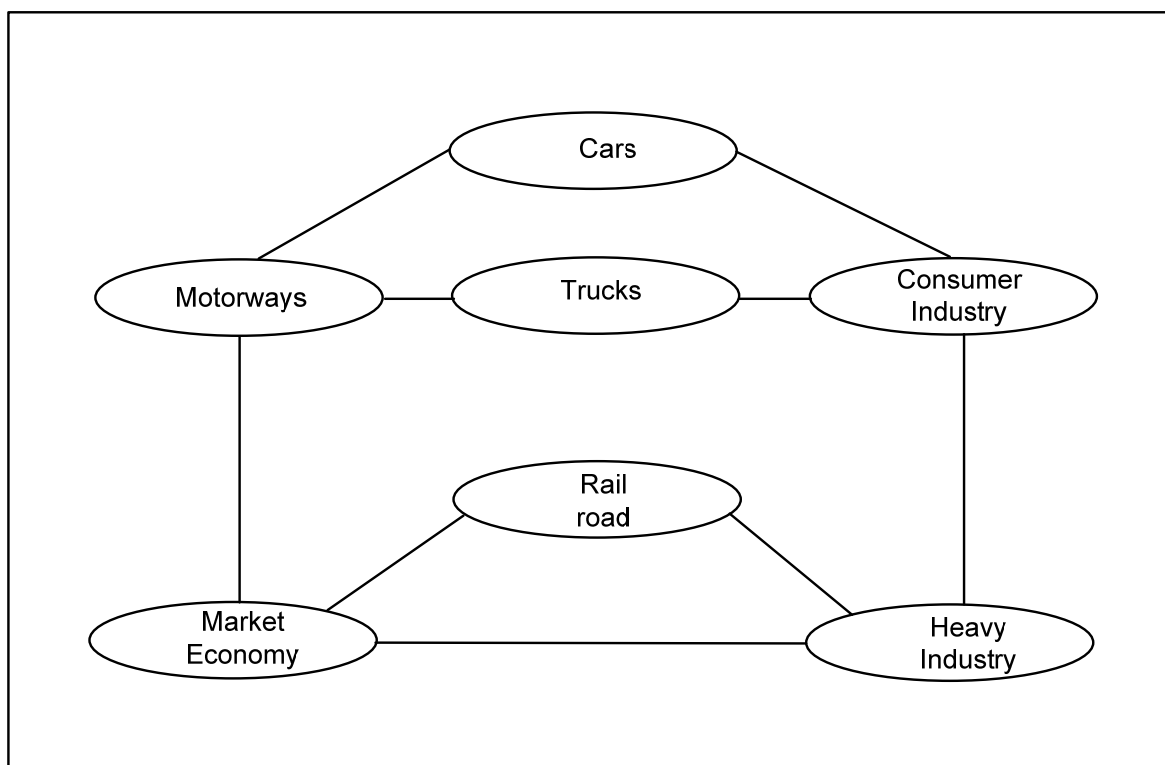 Cars
Motorways
Trucks
Consumer
Industry
Rail
road
Market
Economy
Heavy
Industry